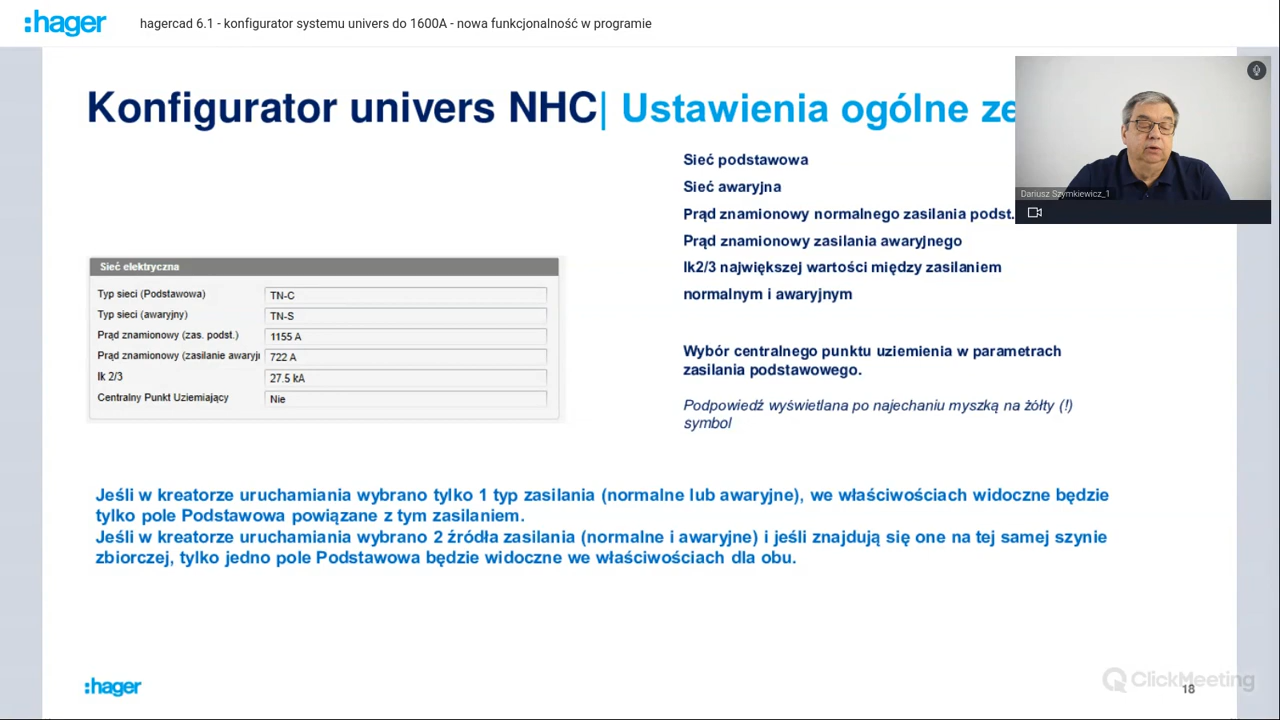 :hager
hagercad 6.1 - konfigurator systemu univers do 1600A - nowa funkcjonalność w programie
Konfigurator univers NHC| Ustawienia ogólne ze
Dariusz Szymkiewicz_1
Sieć podstawowa
Sieć awaryjna
Prąd znamionowy normalnego zasilania podst.
Prąd znamionowy zasilania awaryjnego
Ik2/3 największej wartości między zasilaniem
normalnym i awaryjnym
Sieć elektryczna
Typ sieci (Podstawowa) TN-C
Typ sieci (awaryjny) TN-S
Prąd znamionowy (zas. podst.) 1155 A
Prąd znamionowy (zasilanie awaryj 722 A
Ik 2/3 27.5 kA
Centralny Punkt Uziemiający Nie
Wybór centralnego punktu uziemienia w parametrach
zasilania podstawowego.
Podpowiedź wyświetlana po najechaniu myszką na żółty (!)
symbol
Jeśli w kreatorze uruchamiania wybrano tylko 1 typ zasilania (normalne lub awaryjne), we właściwościach widoczne będzie
tylko pole Podstawowa powiązane z tym zasilaniem.
Jeśli w kreatorze uruchamiania wybrano 2 źródła zasilania (normalne i awaryjne) i jeśli znajdują się one na tej samej szynie
zbiorczej, tylko jedno pole Podstawowa będzie widoczne we właściwościach dla obu.
:hager
ClickMeeting
18